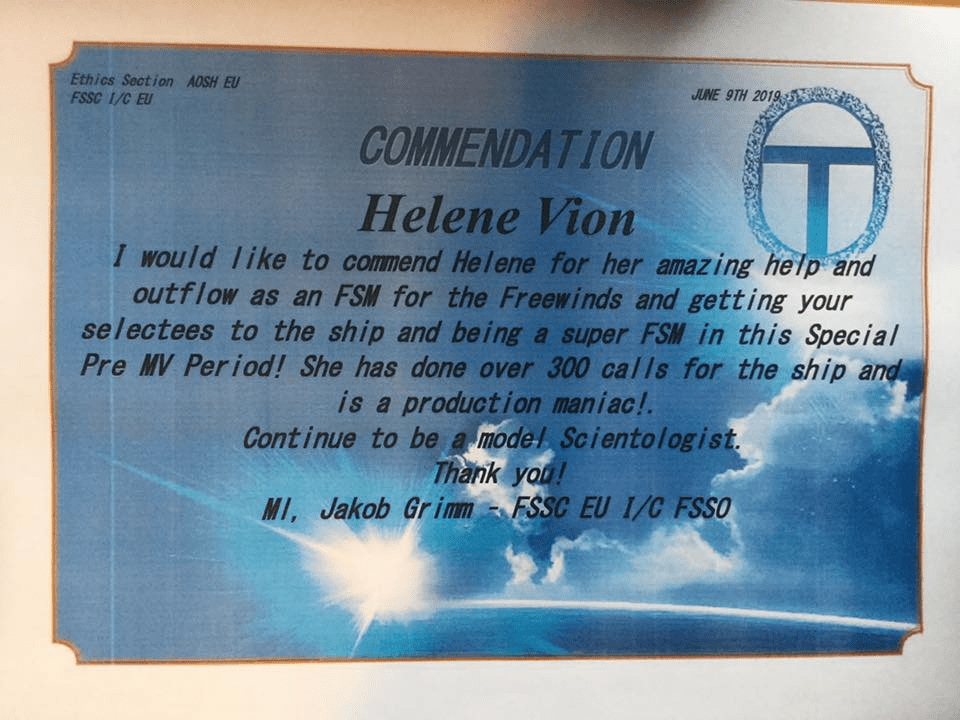 Ethics Section AOSH EU
FSSC I/C EU
JUNE 9TH 2019
COMMENDATION
Helene Vion
I would like to commend Helene for her amazing help and
outflow as an FSM for the Freewinds and getting your
selectees to the ship and being a super FSM in this Special
Pre MV Period! She has done over 300 calls for the ship and
is a production maniac!.
Continue to be a model Scientologist.
Thank you!
Ml, Jakob Grimm - FSSC EU I/C FSSO